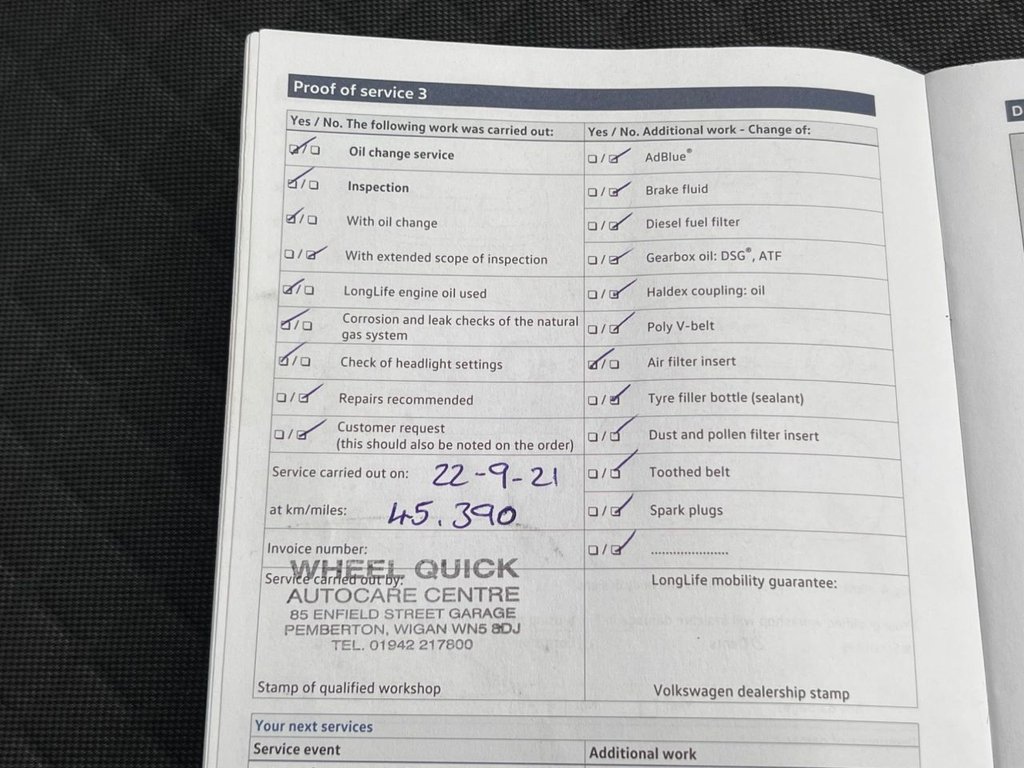 Proof of service 3
Yes / No. The following work was carried out:
☑/☐ Oil change service
☑/☐ Inspection
☑/☐ With oil change
☐/☑ With extended scope of inspection
☑/☐ LongLife engine oil used
☑/☐ Corrosion and leak checks of the natural
gas system
☑/☐ Check of headlight settings
☐/☑ Repairs recommended
☐/☑ Customer request
(this should also be noted on the order)
Service carried out on: 22-9-21
at km/miles: 45.390
Invoice number:
Service carried out by:
WHEEL QUICK
AUTOCARE CENTRE
85 ENFIELD STREET GARAGE
PEMBERTON, WIGAN WN5 8DJ
TEL. 01942 217800
Stamp of qualified workshop
Yes / No. Additional work - Change of:
☐/☑ AdBlue®
☐/☑ Brake fluid
☐/☑ Diesel fuel filter
☐/☑ Gearbox oil: DSG®, ATF
☐/☑ Haldex coupling: oil
☐/☑ Poly V-belt
☑/☐ Air filter insert
☐/☑ Tyre filler bottle (sealant)
☐/☑ Dust and pollen filter insert
☐/☑ Toothed belt
☐/☑ Spark plugs
☐/☑ ......................
LongLife mobility guarantee:
Volkswagen dealership stamp
Your next services
Service event
Additional work
D